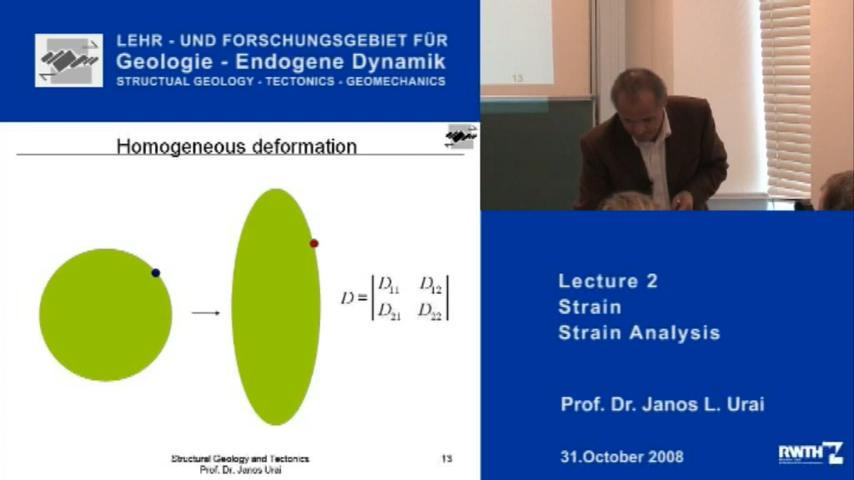 LEHR - UND FORSCHUNGSGEBIET FÜR
Geologie - Endogene Dynamik
STRUCTUAL GEOLOGY - TECTONICS - GEOMECHANICS
Homogeneous deformation
D = | D11 D12 |
| D21 D22 |
Structural Geology and Tectonics
Prof. Dr. Janos Urai
13
13
Lecture 2
Strain
Strain Analysis
Prof. Dr. Janos L. Urai
31.October 2008
RWTH